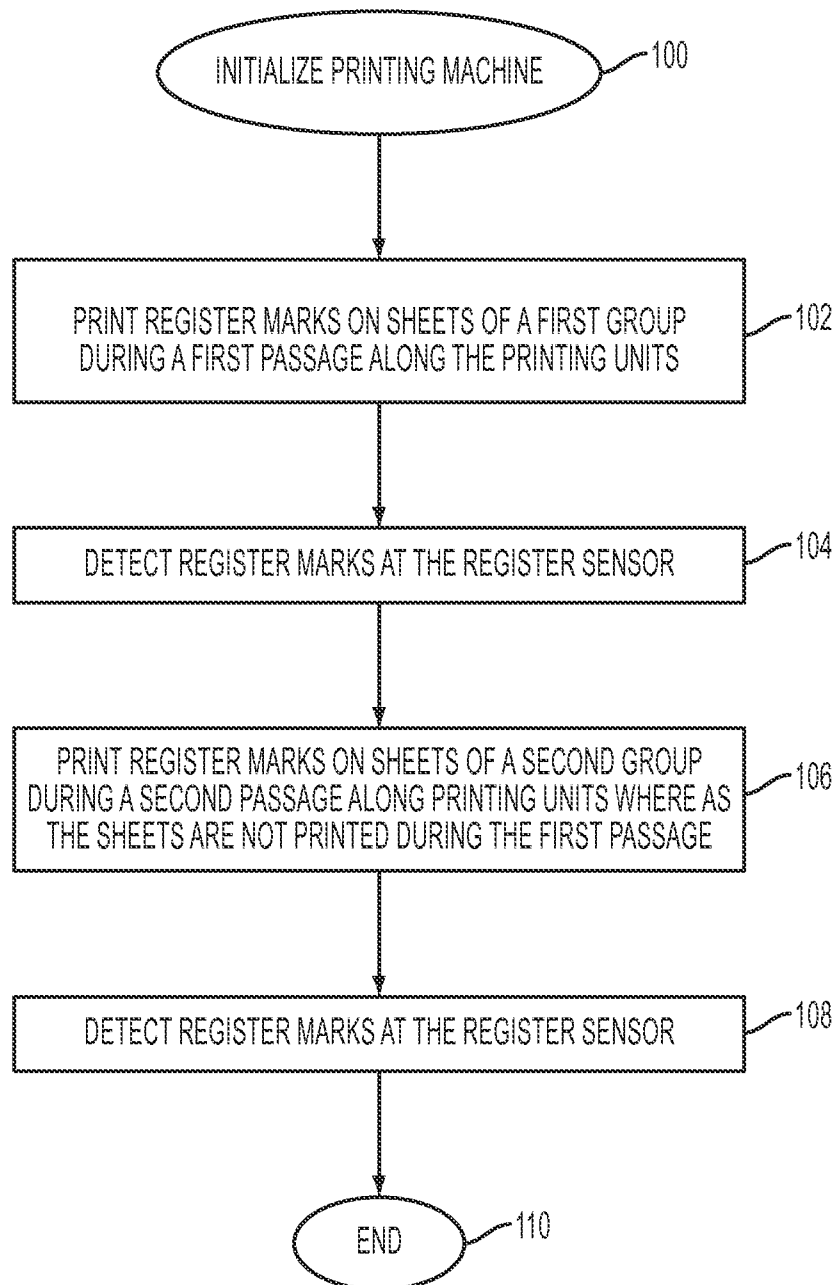 INITIALIZE PRINTING MACHINE
100
PRINT REGISTER MARKS ON SHEETS OF A FIRST GROUP
DURING A FIRST PASSAGE ALONG THE PRINTING UNITS
102
DETECT REGISTER MARKS AT THE REGISTER SENSOR
104
PRINT REGISTER MARKS ON SHEETS OF A SECOND GROUP
DURING A SECOND PASSAGE ALONG PRINTING UNITS WHERE AS
THE SHEETS ARE NOT PRINTED DURING THE FIRST PASSAGE
106
DETECT REGISTER MARKS AT THE REGISTER SENSOR
108
END
110